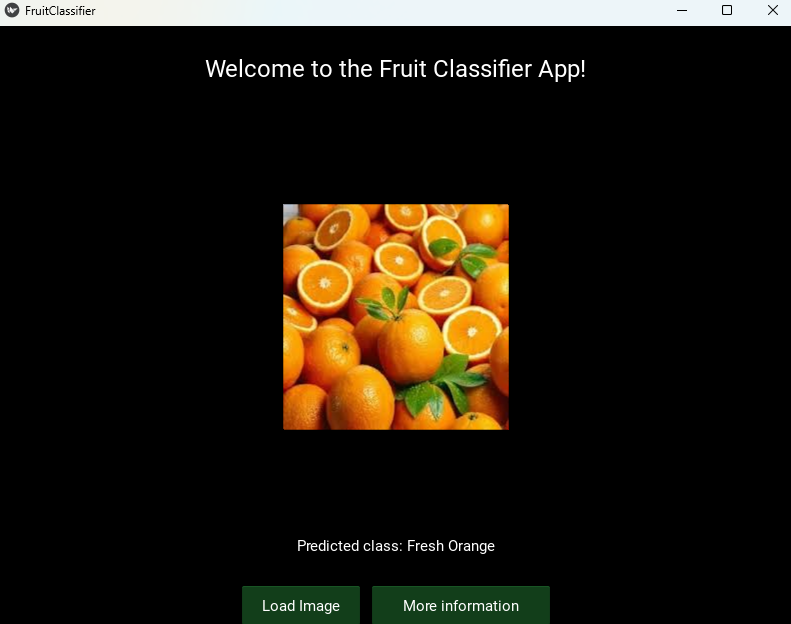 FruitClassifier
Welcome to the Fruit Classifier App!
Predicted class: Fresh Orange
Load Image
More information